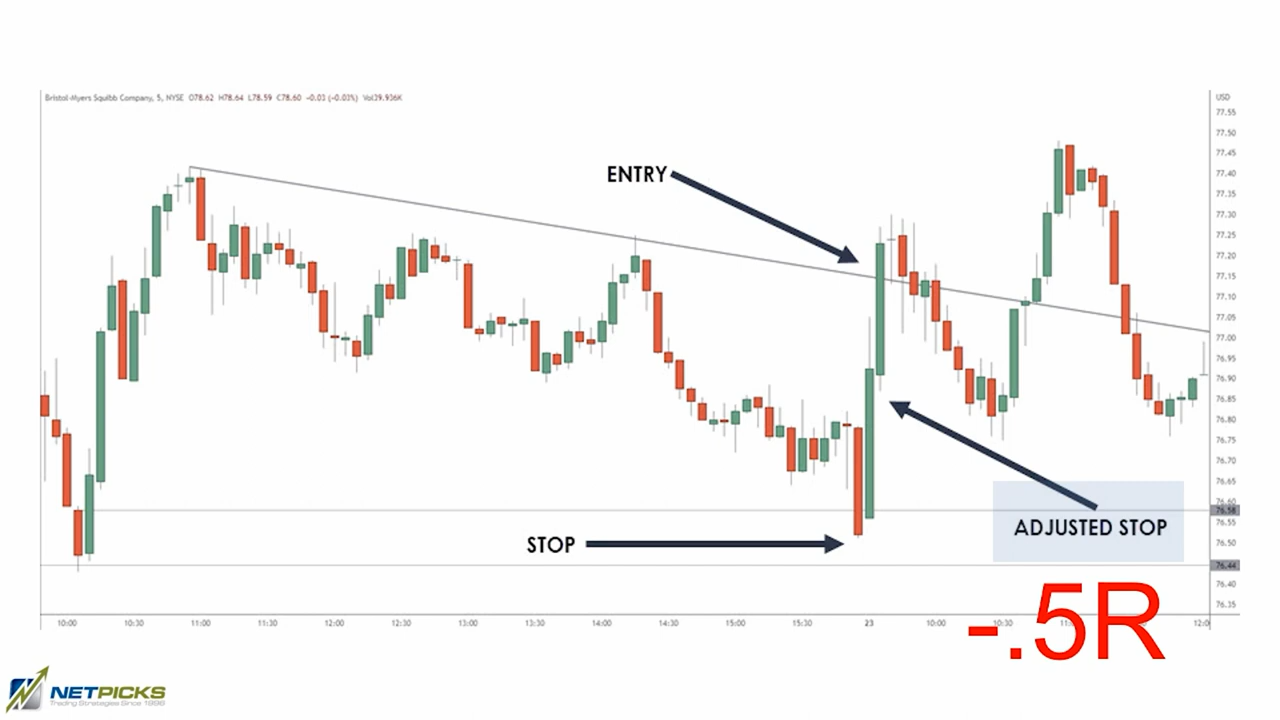 Bristol-Myers Squibb Company, 5, NYSE O78.62 H78.64 L78.59 C78.60 -0.03 (-0.03%) Vol39.936K
USD
77.55
77.50
77.45
77.40
77.35
77.30
77.25
77.20
77.15
77.10
77.05
77.00
76.95
76.90
76.85
76.80
76.75
76.70
76.65
76.60
76.58
76.55
76.50
76.44
76.40
76.35
ENTRY
STOP
ADJUSTED STOP
-.5R
10:00 10:30 11:00 11:30 12:00 12:30 13:00 13:30 14:00 14:30 15:00 15:30 23 10:00 10:30 11:0 12:0
NETPICKS
Trading Strategies Since 1996